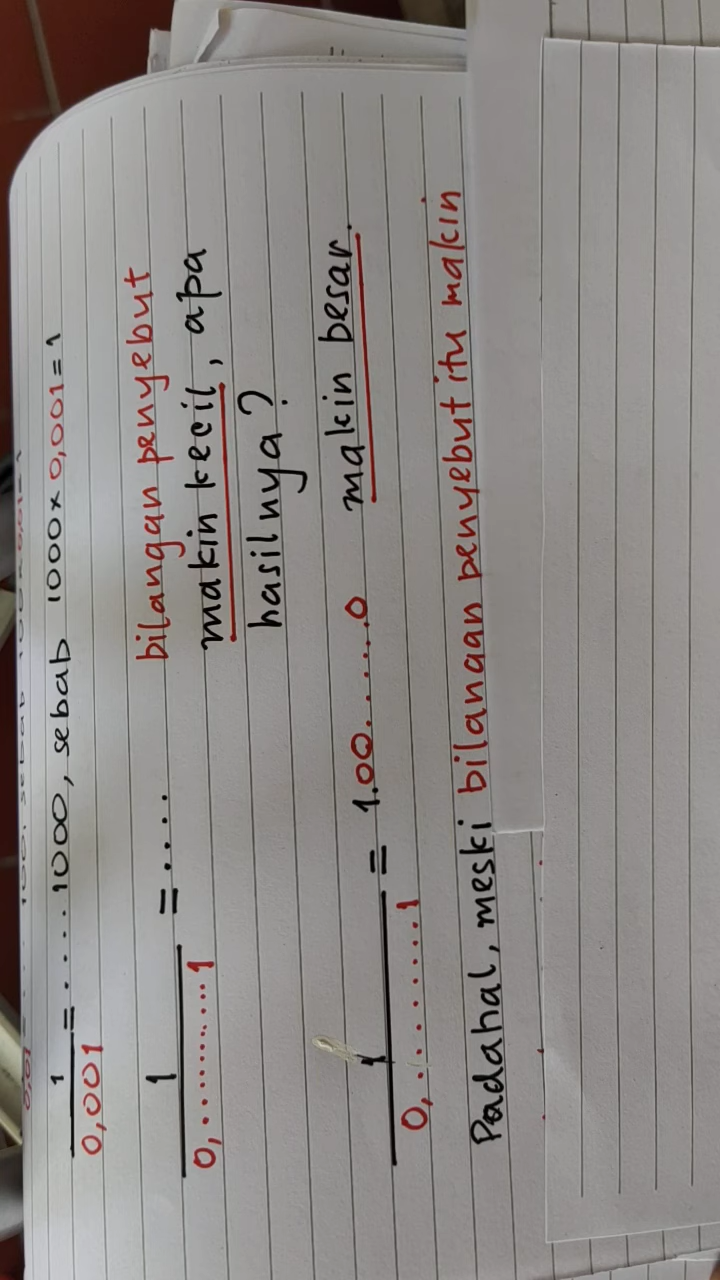 1/0,001 = ..... 1000, sebab 1000 x 0,001 = 1
1/0,..........1 = .... bilangan penyebut
makin kecil, apa
hasilnya?
1/0,.........1 = 1.00.......0 makin besar.
Padahal, meski bilangan penyebut itu makin